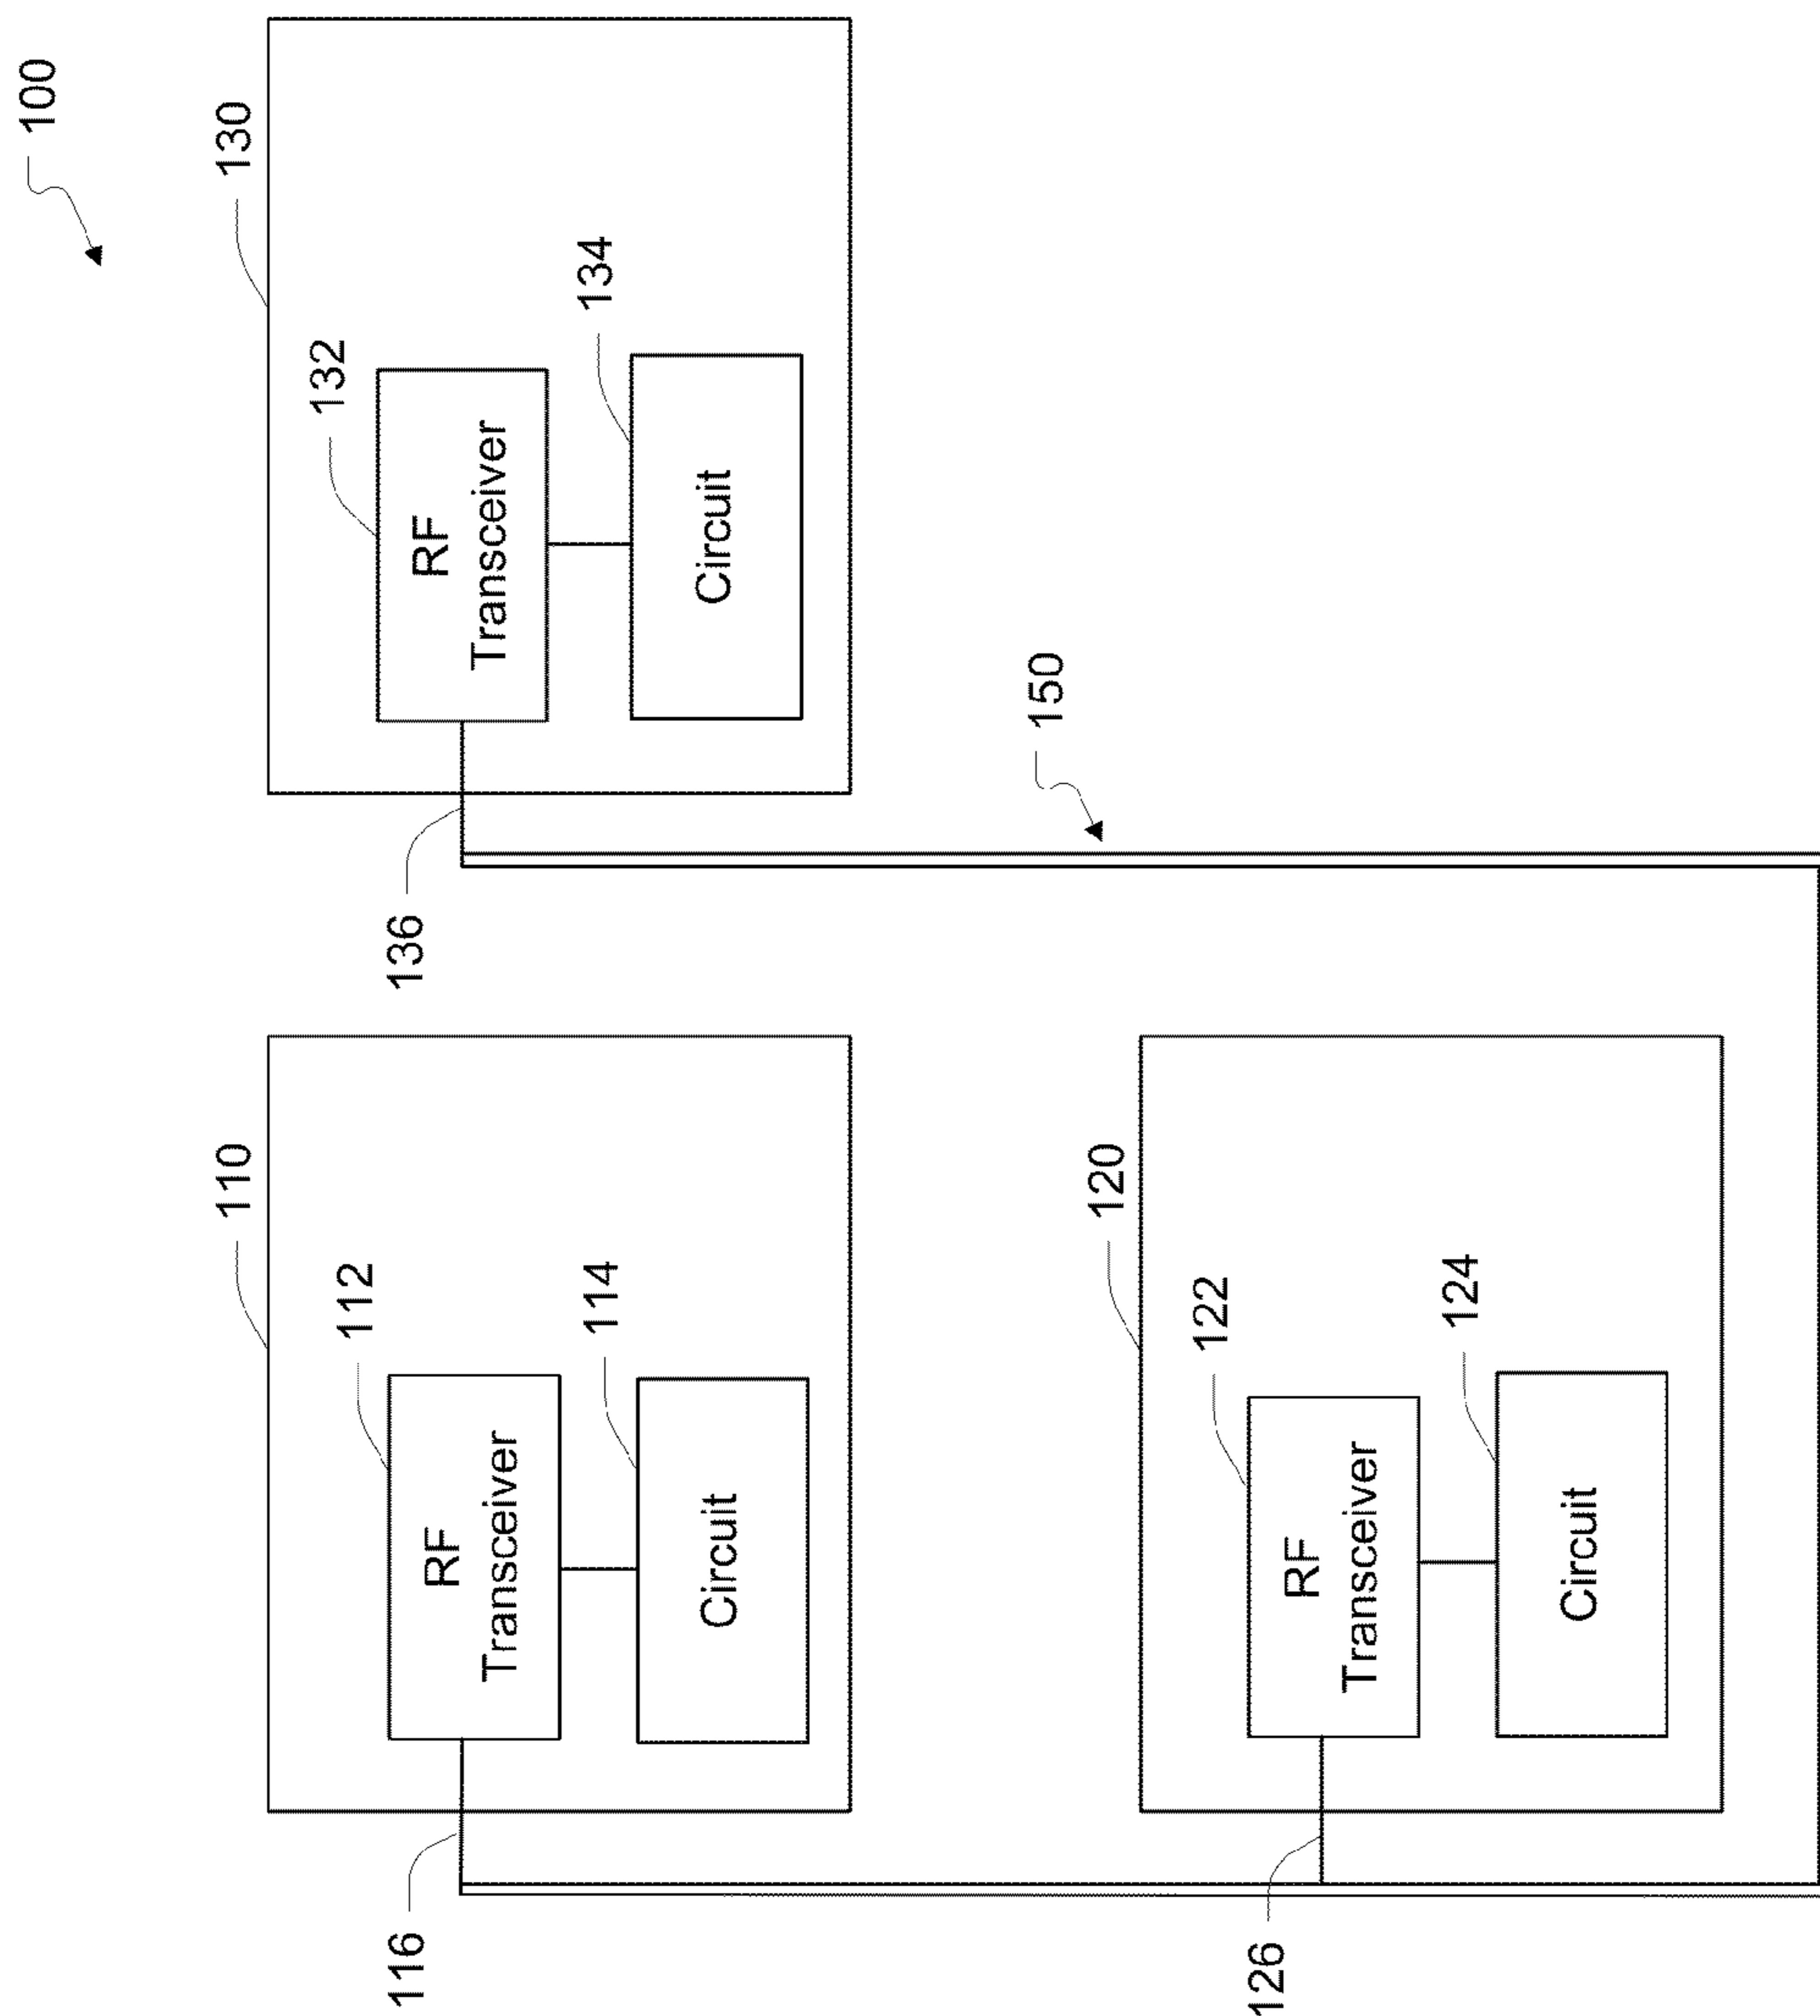 100
110
112
RF
Transceiver
114
Circuit
116
130
132
RF
Transceiver
134
Circuit
136
150
120
122
RF
Transceiver
124
Circuit
126